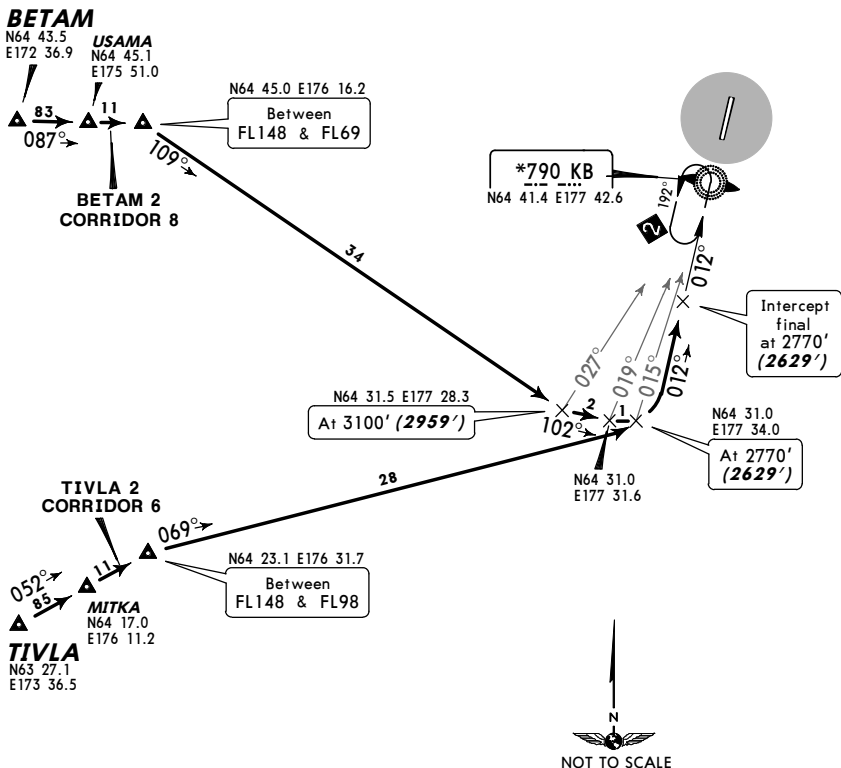 BETAM
N64 43.5
E172 36.9
USAMA
N64 45.1
E175 51.0
83
087°
11
BETAM 2
CORRIDOR 8
N64 45.0 E176 16.2
Between
FL148 & FL69
109°
34
*790 KB
N64 41.4 E177 42.6
192°
2
012°
Intercept
final
at 2770'
(2629')
027°
019°
015°
012°
N64 31.5 E177 28.3
At 3100' (2959')
2
102°
1
N64 31.0
E177 31.6
N64 31.0
E177 34.0
At 2770'
(2629')
28
TIVLA 2
CORRIDOR 6
069°
N64 23.1 E176 31.7
Between
FL148 & FL98
052°
85
11
MITKA
N64 17.0
E176 11.2
TIVLA
N63 27.1
E173 36.5
N
NOT TO SCALE